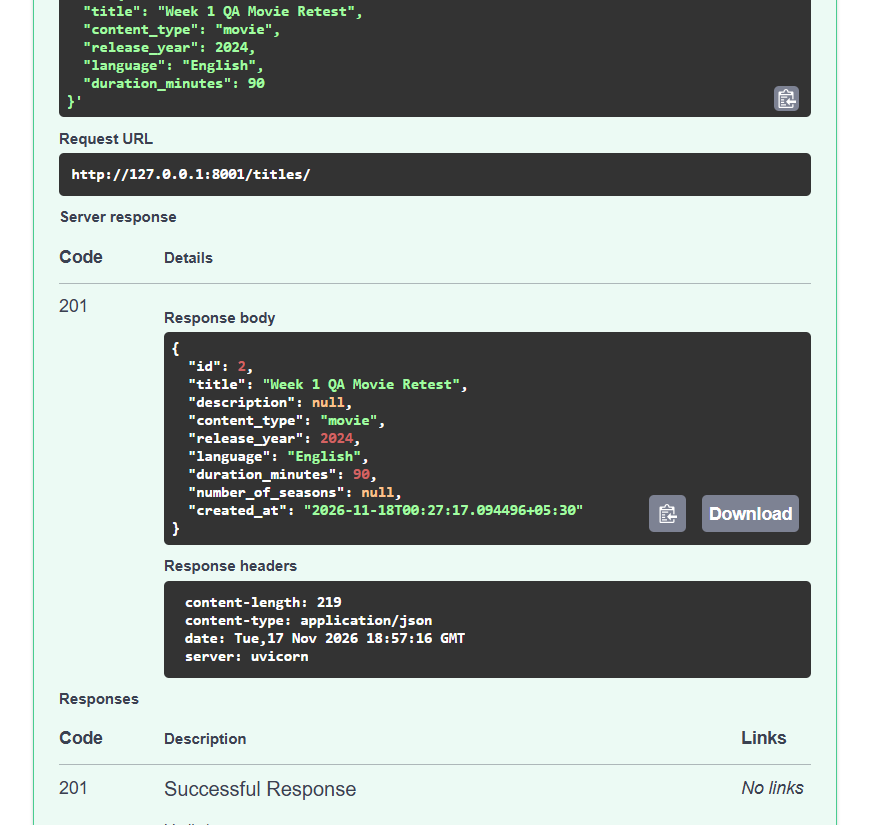 "title": "Week 1 QA Movie Retest",
"content_type": "movie",
"release_year": 2024,
"language": "English",
"duration_minutes": 90
}'
Request URL
http://127.0.0.1:8001/titles/
Server response
Code Details
201
Response body
{
"id": 2,
"title": "Week 1 QA Movie Retest",
"description": null,
"content_type": "movie",
"release_year": 2024,
"language": "English",
"duration_minutes": 90,
"number_of_seasons": null,
"created_at": "2026-11-18T00:27:17.094496+05:30"
}
Download
Response headers
content-length: 219
content-type: application/json
date: Tue,17 Nov 2026 18:57:16 GMT
server: uvicorn
Responses
Code Description Links
201 Successful Response No links